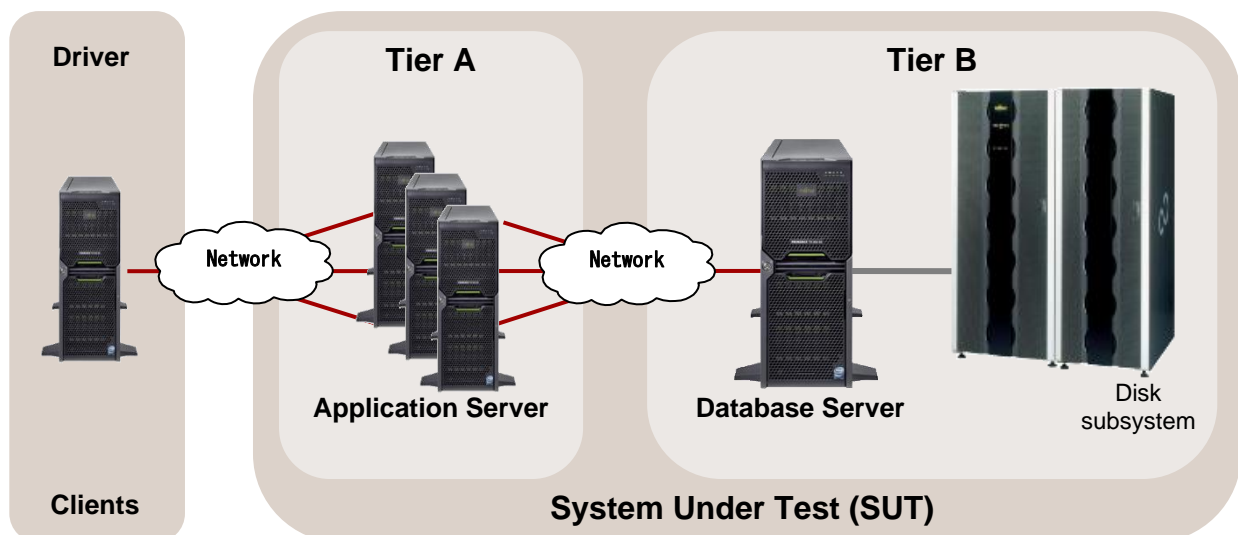 Driver
Tier A
Tier B
Network
Network
Application Server
Database Server
Disk
subsystem
Clients
System Under Test (SUT)